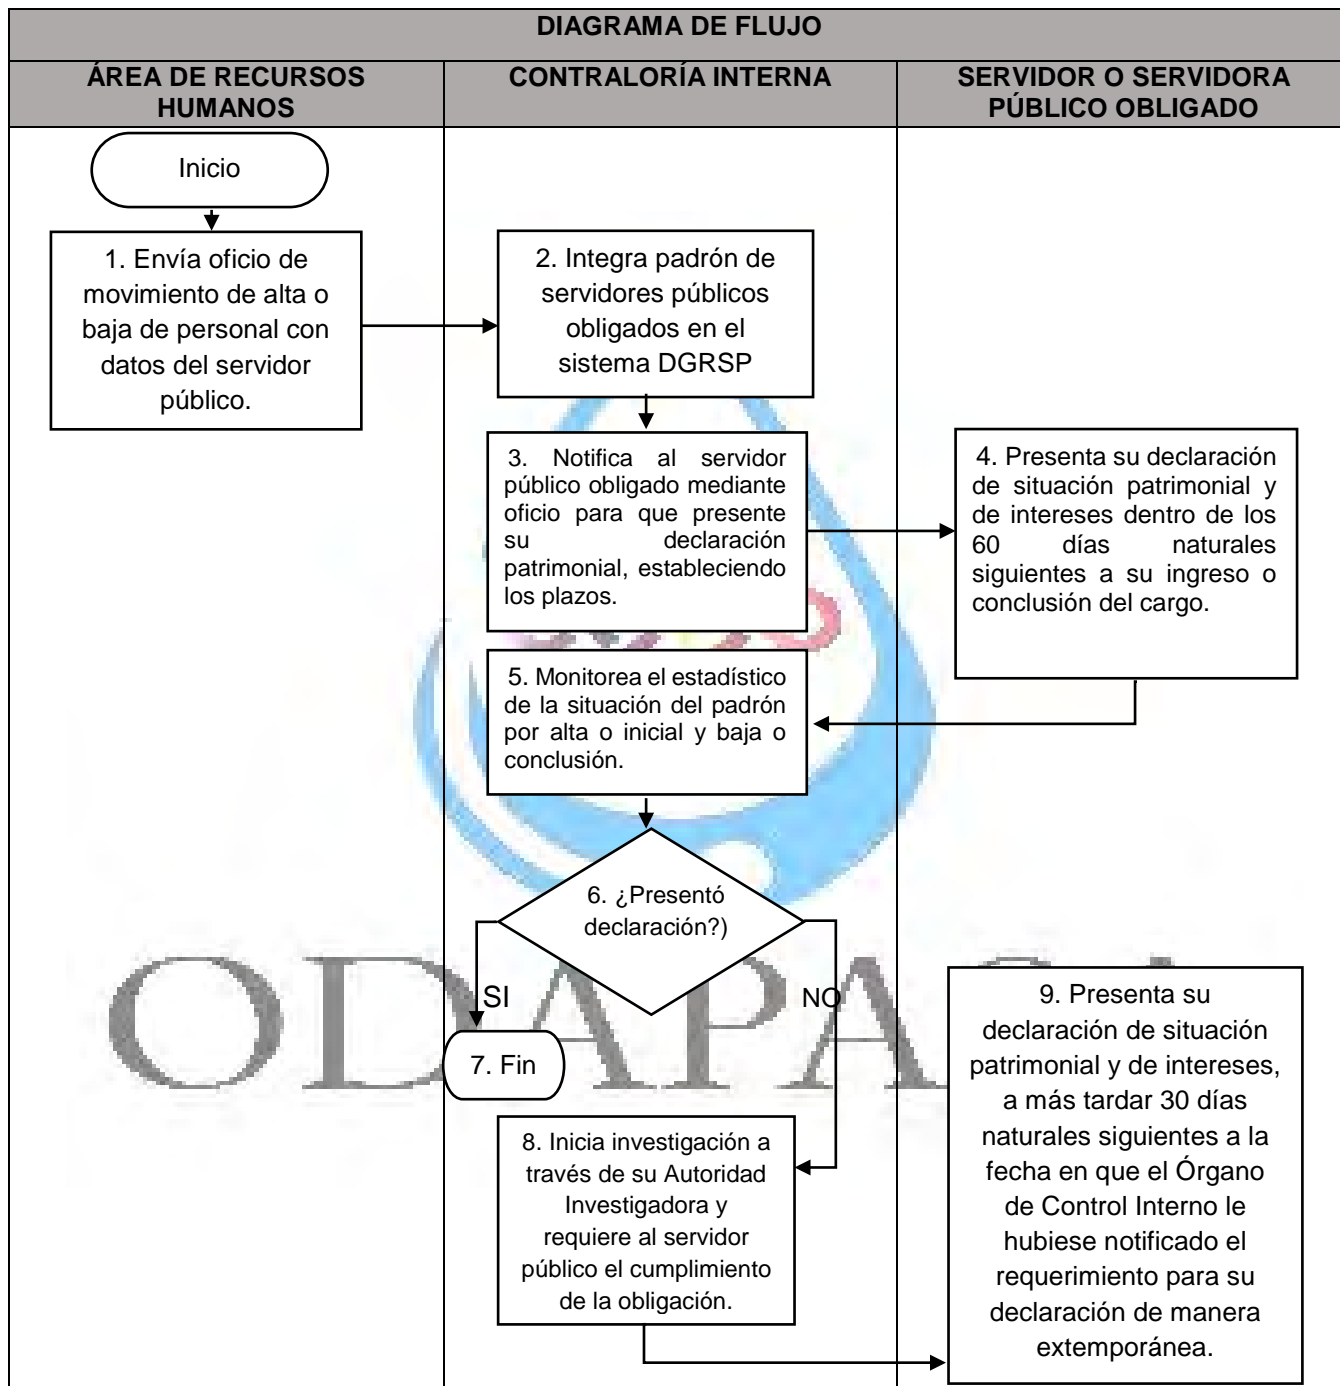 DIAGRAMA DE FLUJO
ÁREA DE RECURSOS
HUMANOS
CONTRALORÍA INTERNA
SERVIDOR O SERVIDORA
PÚBLICO OBLIGADO
Inicio
1. Envía oficio de
movimiento de alta o
baja de personal con
datos del servidor
público.
2. Integra padrón de
servidores públicos
obligados en el
sistema DGRSP
3. Notifica al servidor
público obligado mediante
oficio para que presente
su declaración
patrimonial, estableciendo
los plazos.
4. Presenta su declaración
de situación patrimonial y
de intereses dentro de los
60 días naturales
siguientes a su ingreso o
conclusión del cargo.
5. Monitorea el estadístico
de la situación del padrón
por alta o inicial y baja o
conclusión.
6. ¿Presentó
declaración?)
SI
NO
7. Fin
8. Inicia investigación a
través de su Autoridad
Investigadora y
requiere al servidor
público el cumplimiento
de la obligación.
9. Presenta su
declaración de situación
patrimonial y de intereses,
a más tardar 30 días
naturales siguientes a la
fecha en que el Órgano
de Control Interno le
hubiese notificado el
requerimiento para su
declaración de manera
extemporánea.